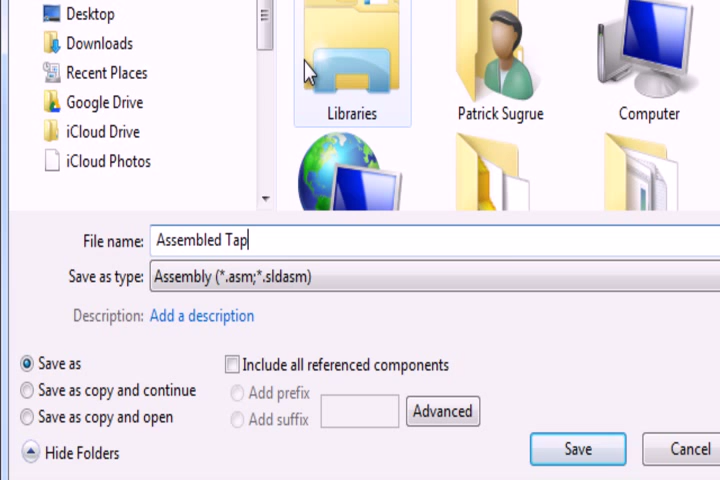 Desktop
Downloads
Recent Places
Google Drive
iCloud Drive
iCloud Photos
Libraries
Patrick Sugrue
Computer
File name: Assembled Tap
Save as type: Assembly (*.asm;*.sldasm)
Description: Add a description
Save as
Include all referenced components
Save as copy and continue
Add prefix
Save as copy and open
Add suffix
Advanced
Hide Folders
Save
Cancel